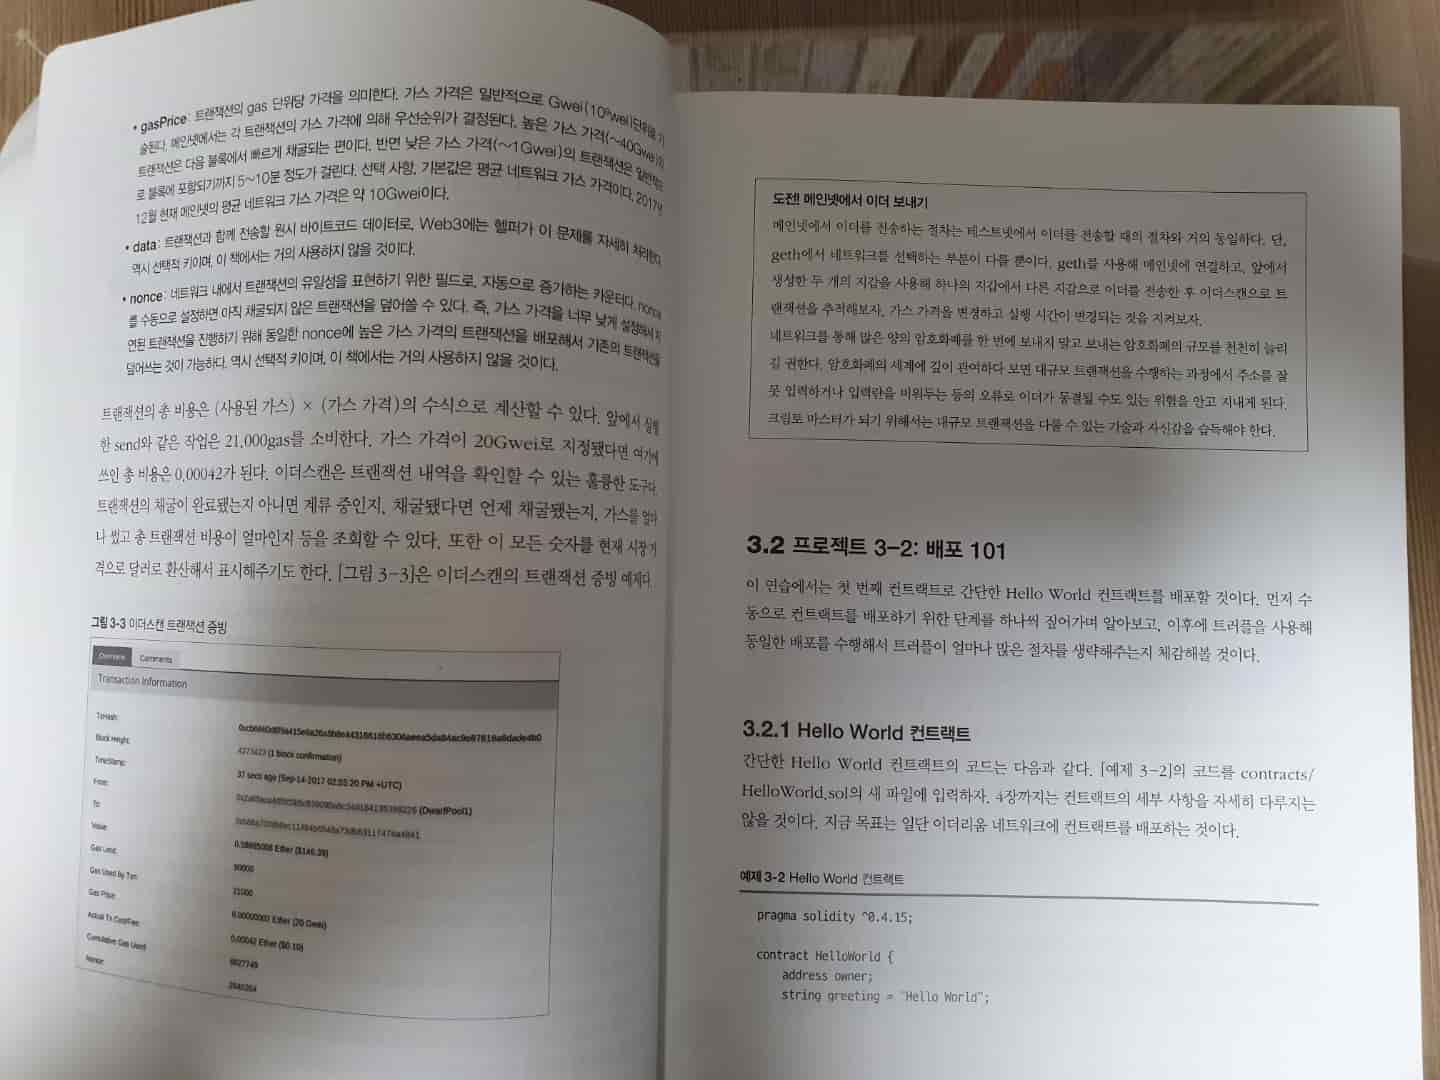 • gasPrice: 트랜잭션의 gas 단위당 가격을 의미한다. 가스 가격은 일반적으로 Gwei(10⁹wei)단위로 기
술된다. 메인넷에서는 각 트랜잭션의 가스 가격에 의해 우선순위가 결정된다. 높은 가스 가격(~40Gwei)의
트랜잭션은 다음 블록에서 빠르게 채굴되는 편이다. 반면 낮은 가스 가격(~1Gwei)의 트랜잭션은 일반적으
로 블록에 포함되기까지 5~10분 정도가 걸린다. 선택 사항, 기본값은 평균 네트워크 가스 가격이다. 2017년
12월 현재 메인넷의 평균 네트워크 가스 가격은 약 10Gwei이다.
• data: 트랜잭션과 함께 전송할 원시 바이트코드 데이터로, Web3에는 헬퍼가 이 문제를 자세히 처리한다.
역시 선택적 키이며, 이 책에서는 거의 사용하지 않을 것이다.
• nonce: 네트워크 내에서 트랜잭션의 유일성을 표현하기 위한 필드로, 자동으로 증가하는 카운터다. nonce
를 수동으로 설정하면 아직 채굴되지 않은 트랜잭션을 덮어쓸 수 있다. 즉, 가스 가격을 너무 낮게 설정해서 지
연된 트랜잭션을 진행하기 위해 동일한 nonce에 높은 가스 가격의 트랜잭션을 배포해서 기존의 트랜잭션을
덮어쓰는 것이 가능하다. 역시 선택적 키이며, 이 책에서는 거의 사용하지 않을 것이다.
트랜잭션의 총 비용은 (사용된 가스) × (가스 가격)의 수식으로 계산할 수 있다. 앞에서 실행
한 send와 같은 작업은 21,000gas를 소비한다. 가스 가격이 20Gwei로 지정됐다면 여기에
쓰인 총 비용은 0.00042가 된다. 이더스캔은 트랜잭션 내역을 확인할 수 있는 훌륭한 도구다.
트랜잭션의 채굴이 완료됐는지 아니면 계류 중인지, 채굴됐다면 언제 채굴됐는지, 가스를 얼마
나 썼고 총 트랜잭션 비용이 얼마인지 등을 조회할 수 있다. 또한 이 모든 숫자를 현재 시장 가
격으로 달러로 환산해서 표시해주기도 한다. [그림 3-3]은 이더스캔의 트랜잭션 증빙 예제다.
그림 3-3 이더스캔 트랜잭션 증빙
Overview Comments
Transaction Information
TxHash:
Block Height: (1 block confirmation)
TimeStamp: 37 secs ago (Sep-14-2017 02:55:20 PM +UTC)
From: (DwarfPool1)
To:
Value: Ether ($146.39)
Gas Limit: 90000
Gas Used By Txn: 21000
Gas Price: 0.00000002 Ether (20 Gwei)
Actual Tx Cost/Fee: 0.00042 Ether ($0.10)
Cumulative Gas Used:
Nonce:
도전! 메인넷에서 이더 보내기
메인넷에서 이더를 전송하는 절차는 테스트넷에서 이더를 전송할 때의 절차와 거의 동일하다. 단,
geth에서 네트워크를 선택하는 부분이 다를 뿐이다. geth를 사용해 메인넷에 연결하고, 앞에서
생성한 두 개의 지갑을 사용해 하나의 지갑에서 다른 지갑으로 이더를 전송한 후 이더스캔으로 트
랜잭션을 추적해보자. 가스 가격을 변경하고 실행 시간이 변경되는 것을 지켜보자.
네트워크를 통해 많은 양의 암호화폐를 한 번에 보내지 말고 보내는 암호화폐의 규모를 천천히 늘리
길 권한다. 암호화폐의 세계에 깊이 관여하다 보면 대규모 트랜잭션을 수행하는 과정에서 주소를 잘
못 입력하거나 입력란을 비워두는 등의 오류로 이더가 동결될 수도 있는 위험을 안고 지내게 된다.
크립토 마스터가 되기 위해서는 대규모 트랜잭션을 다룰 수 있는 기술과 자신감을 습득해야 한다.
3.2 프로젝트 3-2: 배포 101
이 연습에서는 첫 번째 컨트랙트로 간단한 Hello World 컨트랙트를 배포할 것이다. 먼저 수
동으로 컨트랙트를 배포하기 위한 단계를 하나씩 짚어가며 알아보고, 이후에 트러플을 사용해
동일한 배포를 수행해서 트러플이 얼마나 많은 절차를 생략해주는지 체감해볼 것이다.
3.2.1 Hello World 컨트랙트
간단한 Hello World 컨트랙트의 코드는 다음과 같다. [예제 3-2]의 코드를 contracts/
HelloWorld.sol의 새 파일에 입력하자. 4장까지는 컨트랙트의 세부 사항을 자세히 다루지는
않을 것이다. 지금 목표는 일단 이더리움 네트워크에 컨트랙트를 배포하는 것이다.
예제 3-2 Hello World 컨트랙트
pragma solidity ^0.4.15;
contract HelloWorld {
address owner;
string greeting = "Hello World";